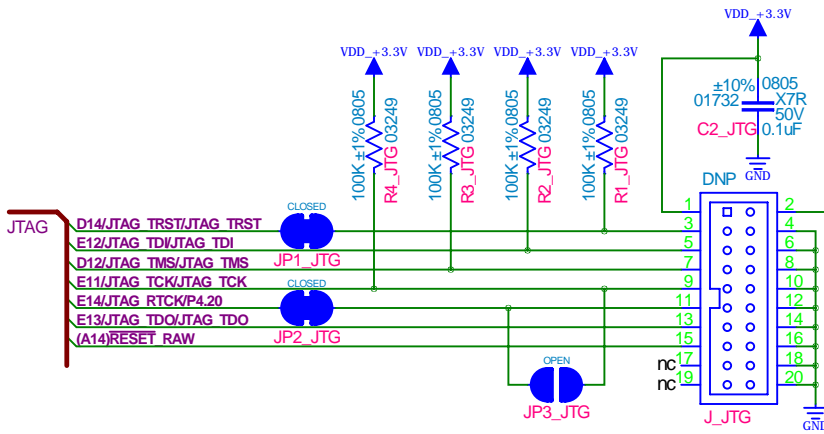 VDD_+3.3V
VDD_+3.3V VDD_+3.3V VDD_+3.3V VDD_+3.3V
100K ±1% 0805
R4_JTG 03249
100K ±1% 0805
R3_JTG 03249
100K ±1% 0805
R2_JTG 03249
100K ±1% 0805
R1_JTG 03249
±10% 0805
01732 X7R
50V
C2_JTG 0.1uF
GND
DNP
JTAG
D14/JTAG_TRST/JTAG_TRST
E12/JTAG_TDI/JTAG_TDI
D12/JTAG_TMS/JTAG_TMS
E11/JTAG_TCK/JTAG_TCK
E14/JTAG_RTCK/P4.20
E13/JTAG_TDO/JTAG_TDO
(A14)RESET_RAW
CLOSED
JP1_JTG
CLOSED
JP2_JTG
OPEN
JP3_JTG
1 2
3 4
5 6
7 8
9 10
11 12
13 14
15 16
nc 17 18
nc 19 20
J_JTG
GND